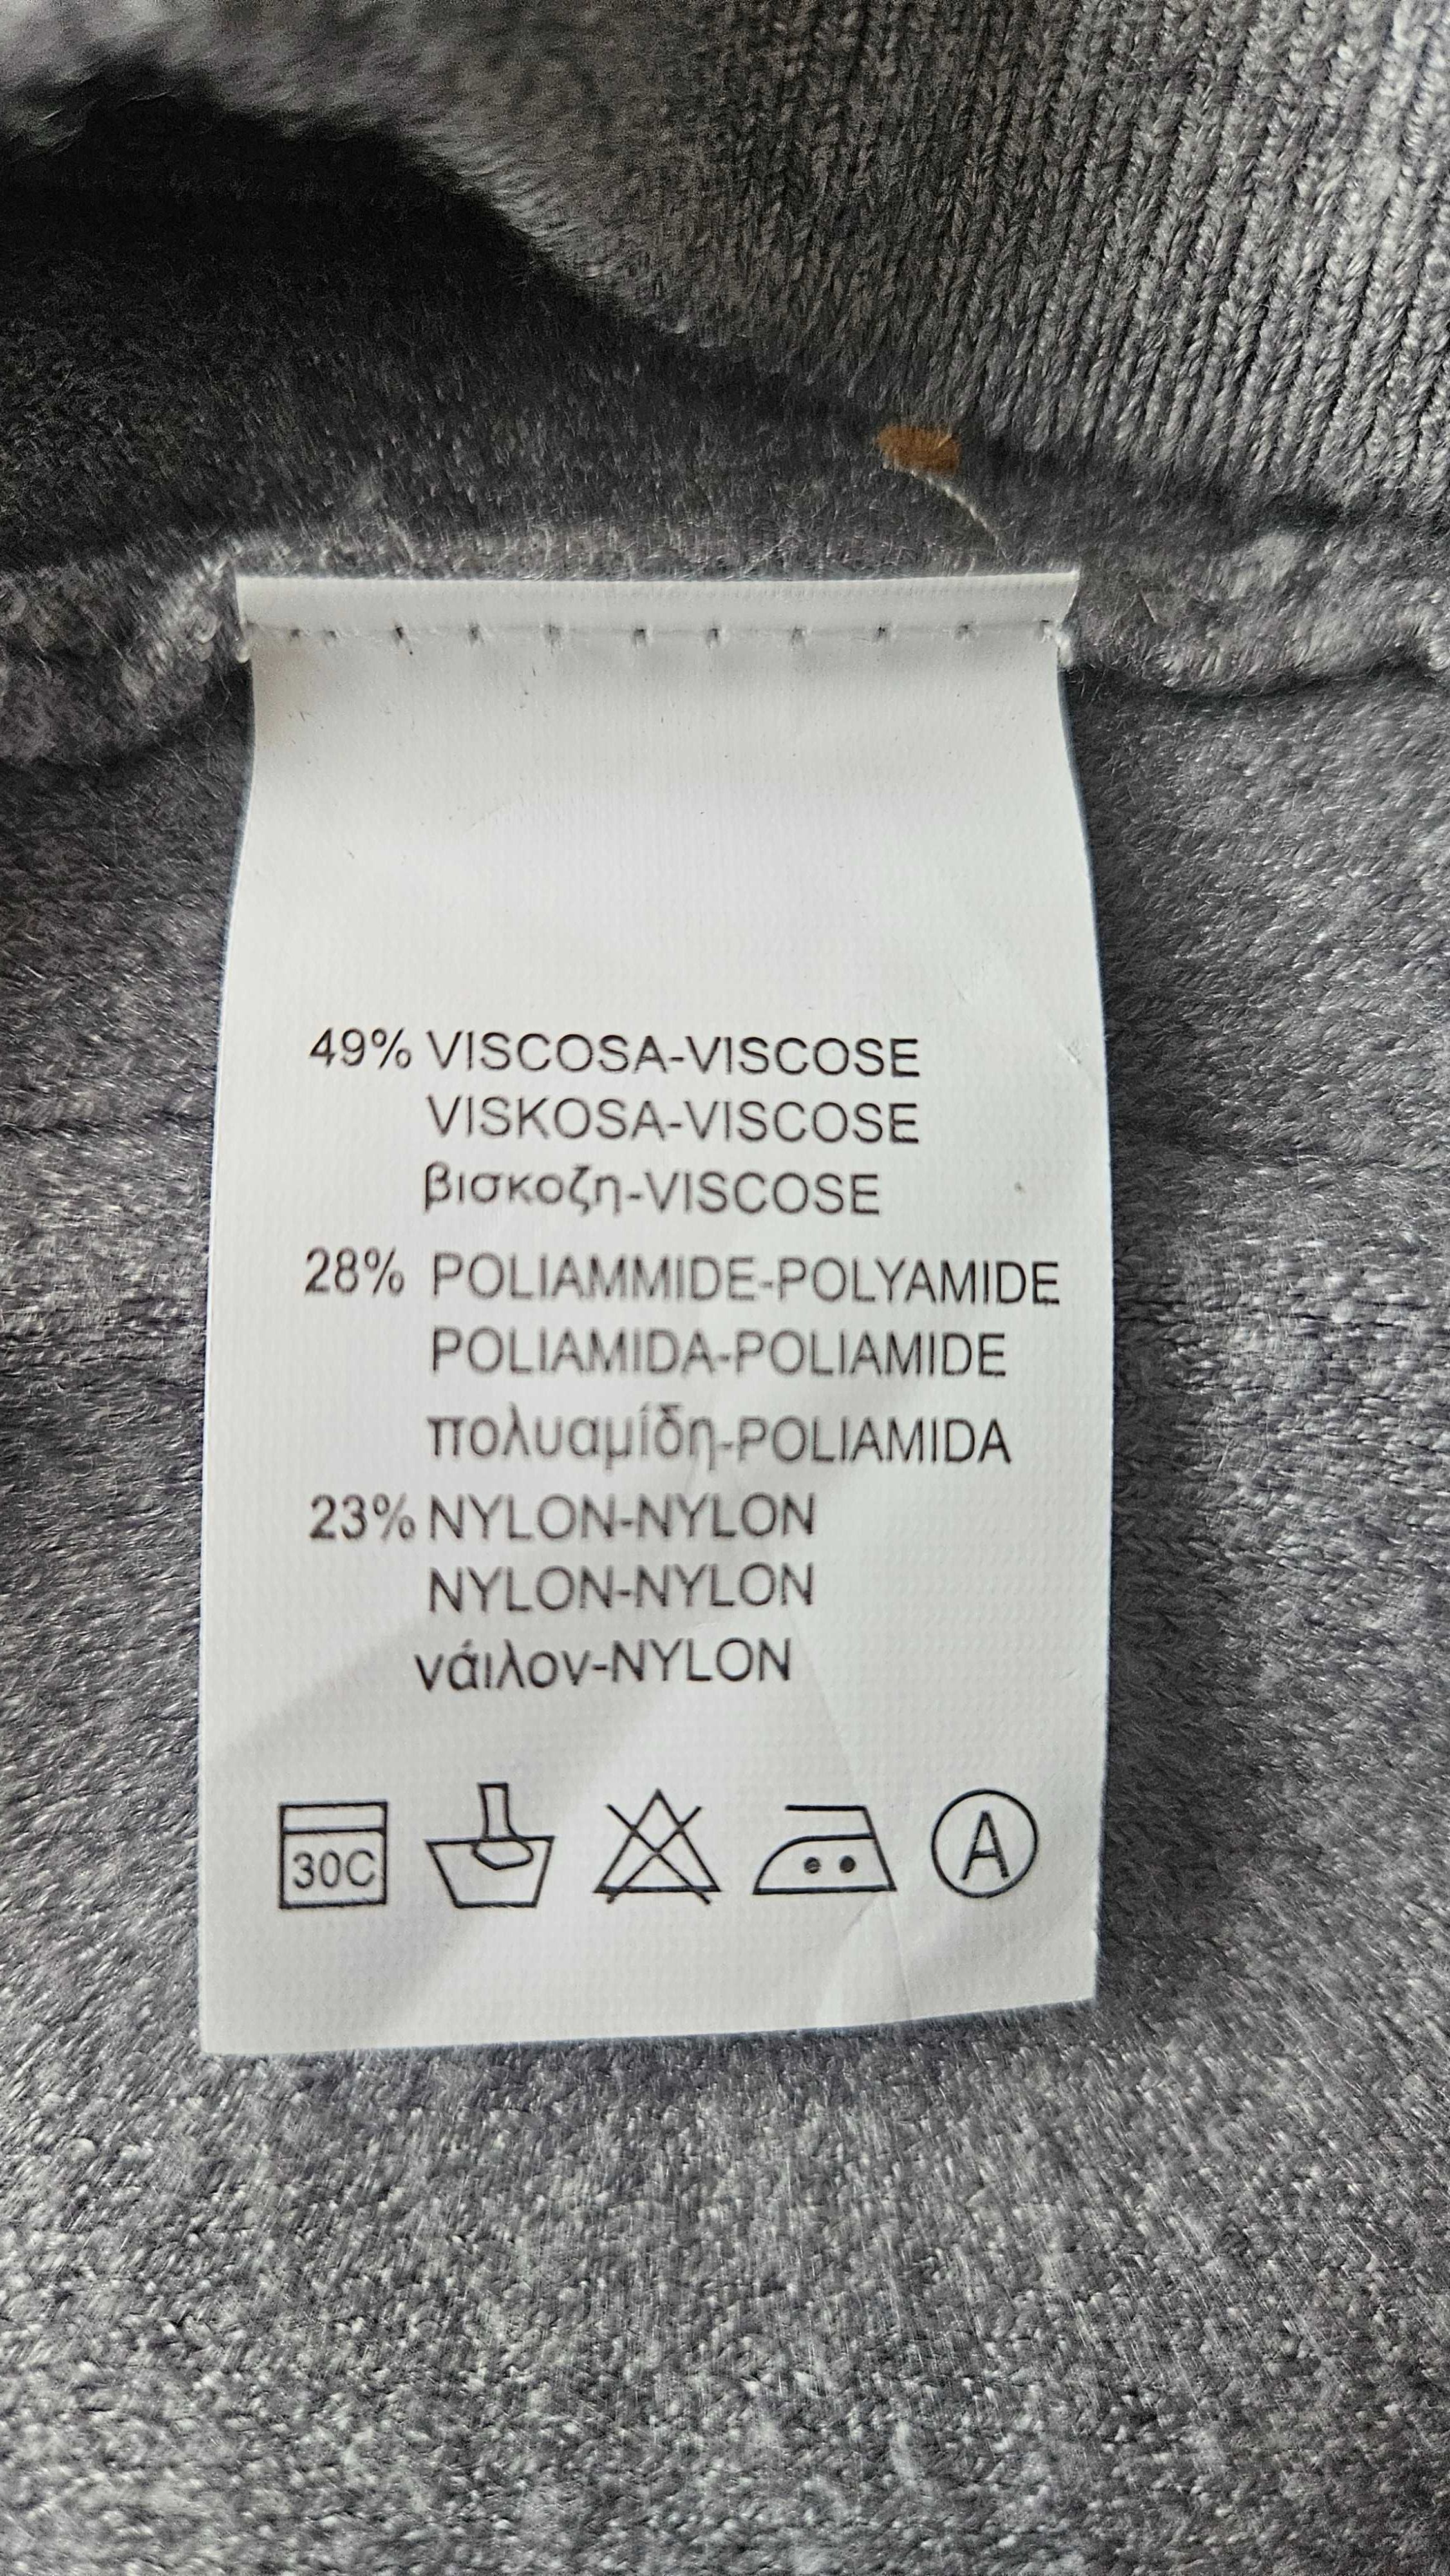 49% VISCOSA-VISCOSE
VISKOSA-VISCOSE
βισκοζη-VISCOSE
28% POLIAMMIDE-POLYAMIDE
POLIAMIDA-POLIAMIDE
πολυαμίδη-POLIAMIDA
23% NYLON-NYLON
NYLON-NYLON
νάιλον-NYLON
30C A